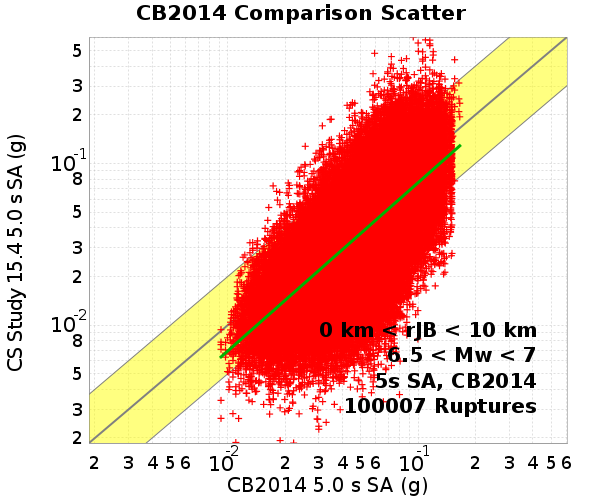 CB2014 Comparison Scatter
CS Study 15.4 5.0 s SA (g)
5
3
2
10-1
8
5
3
2
10-2
8
5
3
2
0 km < rJB < 10 km
6.5 < Mw < 7
5s SA, CB2014
100007 Ruptures
2 3 4 5 6 10-2 2 3 4 5 6 10-1 2 3 4 5 6
CB2014 5.0 s SA (g)